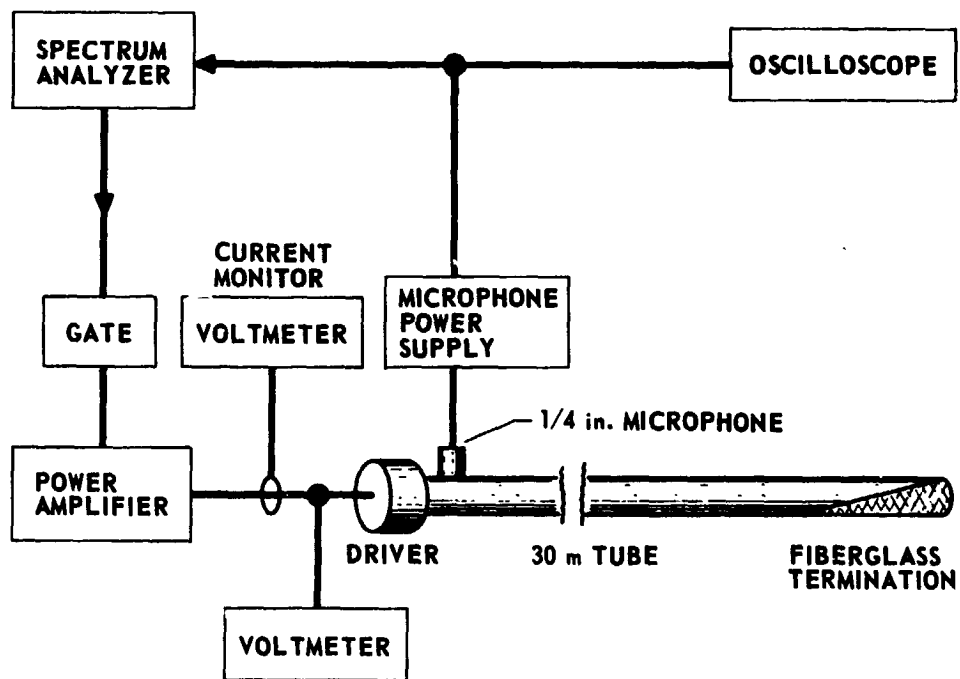 SPECTRUM
ANALYZER
OSCILLOSCOPE
CURRENT
MONITOR
GATE
VOLTMETER
MICROPHONE
POWER
SUPPLY
1/4 in. MICROPHONE
POWER
AMPLIFIER
DRIVER
30 m TUBE
FIBERGLASS
TERMINATION
VOLTMETER